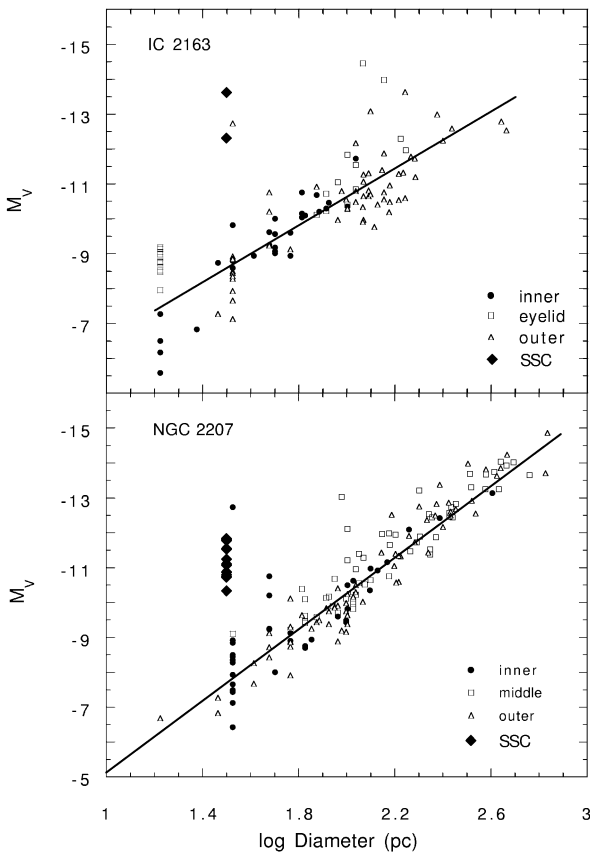 IC 2163
-15
-13
-11
-9
-7
M_V
inner
eyelid
outer
SSC
NGC 2207
-15
-13
-11
-9
-7
-5
M_V
inner
middle
outer
SSC
1 1.4 1.8 2.2 2.6 3
log Diameter (pc)